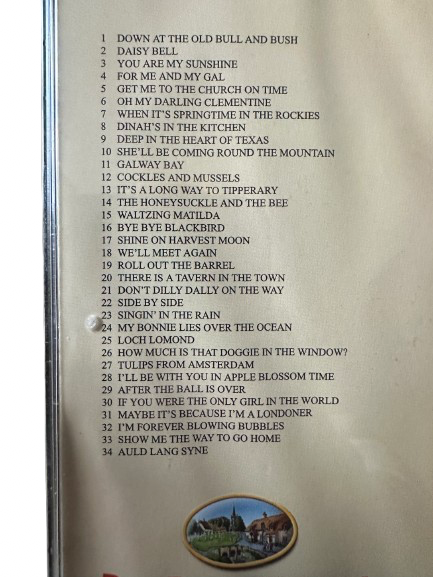 1 DOWN AT THE OLD BULL AND BUSH
2 DAISY BELL
3 YOU ARE MY SUNSHINE
4 FOR ME AND MY GAL
5 GET ME TO THE CHURCH ON TIME
6 OH MY DARLING CLEMENTINE
7 WHEN IT'S SPRINGTIME IN THE ROCKIES
8 DINAH'S IN THE KITCHEN
9 DEEP IN THE HEART OF TEXAS
10 SHE'LL BE COMING ROUND THE MOUNTAIN
11 GALWAY BAY
12 COCKLES AND MUSSELS
13 IT'S A LONG WAY TO TIPPERARY
14 THE HONEYSUCKLE AND THE BEE
15 WALTZING MATILDA
16 BYE BYE BLACKBIRD
17 SHINE ON HARVEST MOON
18 WE'LL MEET AGAIN
19 ROLL OUT THE BARREL
20 THERE IS A TAVERN IN THE TOWN
21 DON'T DILLY DALLY ON THE WAY
22 SIDE BY SIDE
23 SINGIN' IN THE RAIN
24 MY BONNIE LIES OVER THE OCEAN
25 LOCH LOMOND
26 HOW MUCH IS THAT DOGGIE IN THE WINDOW?
27 TULIPS FROM AMSTERDAM
28 I'LL BE WITH YOU IN APPLE BLOSSOM TIME
29 AFTER THE BALL IS OVER
30 IF YOU WERE THE ONLY GIRL IN THE WORLD
31 MAYBE IT'S BECAUSE I'M A LONDONER
32 I'M FOREVER BLOWING BUBBLES
33 SHOW ME THE WAY TO GO HOME
34 AULD LANG SYNE